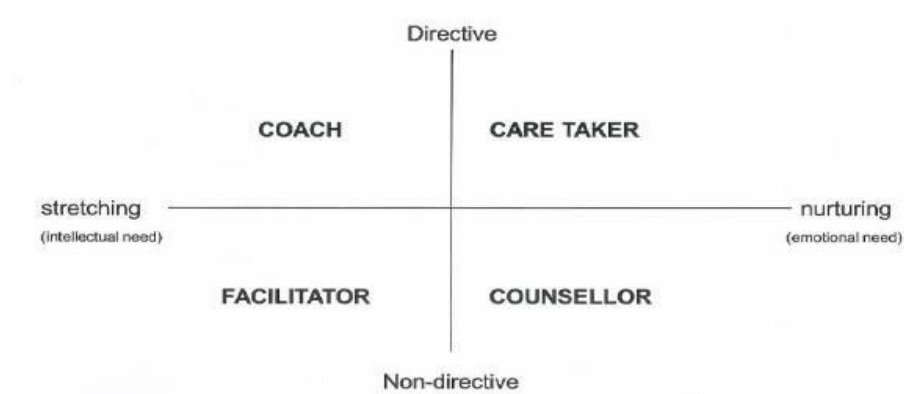 Directive
COACH
CARE TAKER
stretching
nurturing
(intellectual need)
(emotional need)
FACILITATOR
COUNSELLOR
Non-directive